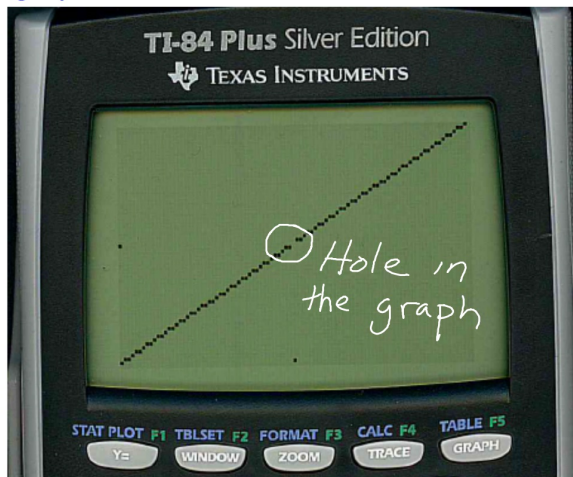 TI-84 Plus Silver Edition
TEXAS INSTRUMENTS
Hole in
the graph
STAT PLOT F1 TBLSET F2 FORMAT F3 CALC F4 TABLE F5
Y= WINDOW ZOOM TRACE GRAPH